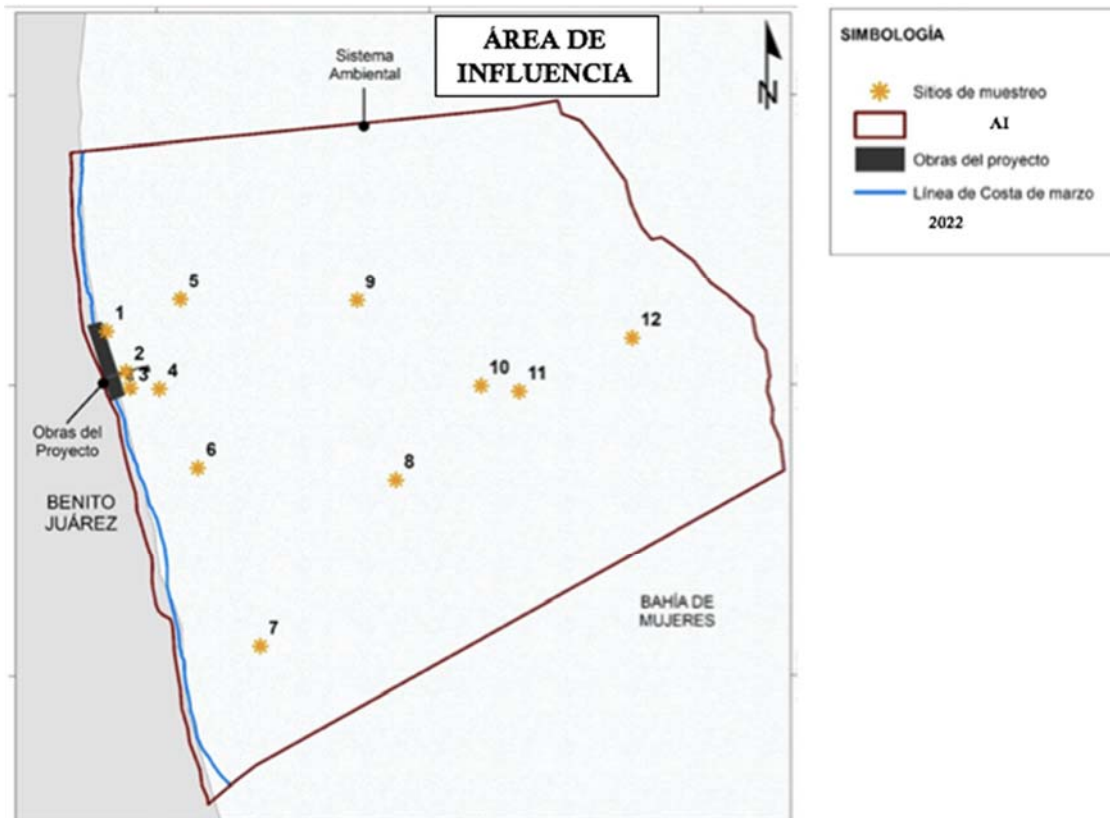 ÁREA DE
INFLUENCIA
Sistema
Ambiental
N
5
9
1
12
2
3
4
10
11
Obras del
Proyecto
6
8
BENITO
JUÁREZ
BAHÍA DE
MUJERES
7
SIMBOLOGÍA
Sitios de muestreo
AI
Obras del proyecto
Línea de Costa de marzo
2022